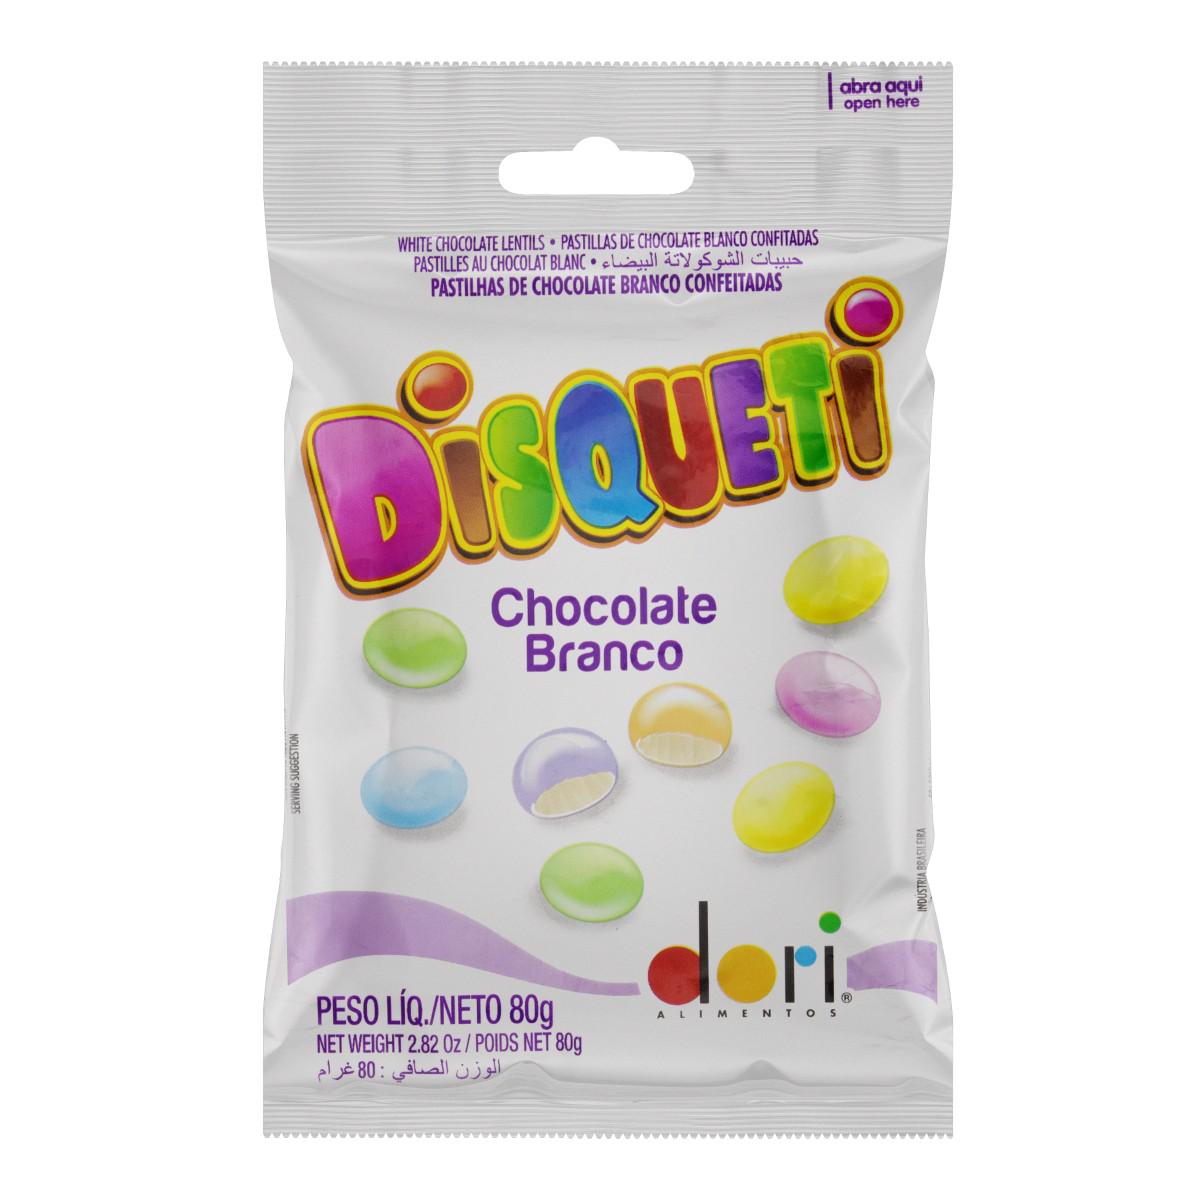 abra aqui
open here
WHITE CHOCOLATE LENTILS • PASTILLAS DE CHOCOLATE BLANCO CONFITADAS
PASTILLES AU CHOCOLAT BLANC • حبيبات الشوكولاتة البيضاء
PASTILHAS DE CHOCOLATE BRANCO CONFEITADAS
DiSQUETi
Chocolate
Branco
SERVING SUGGESTION
INDÚSTRIA BRASILEIRA
dori®
ALIMENTOS
PESO LÍQ./NETO 80g
NET WEIGHT 2.82 Oz / POIDS NET 80g
الوزن الصافي : 80 غرام